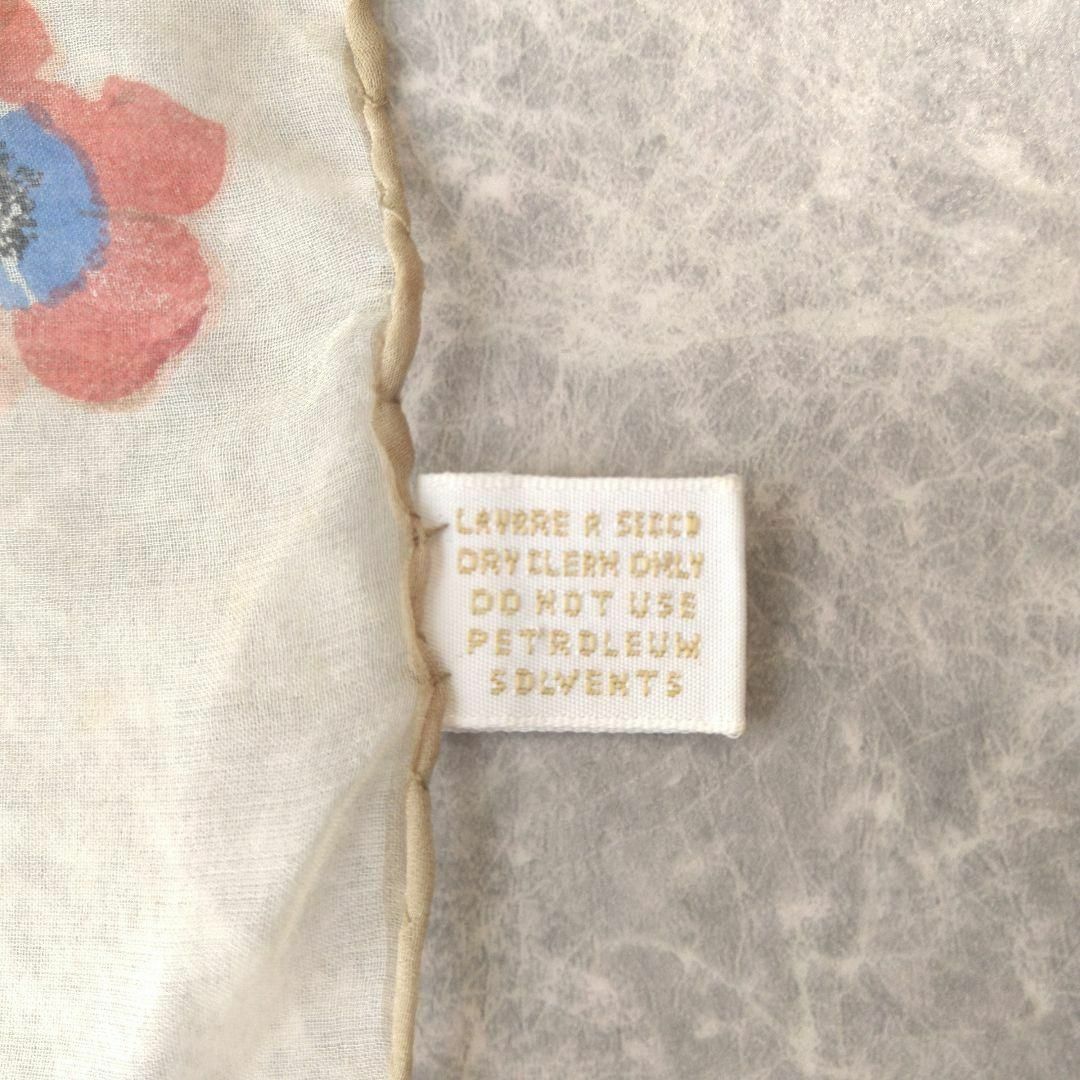 LAVARE A SECCO
DRY CLEAN ONLY
DO NOT USE
PETROLEUM
SOLVENTS